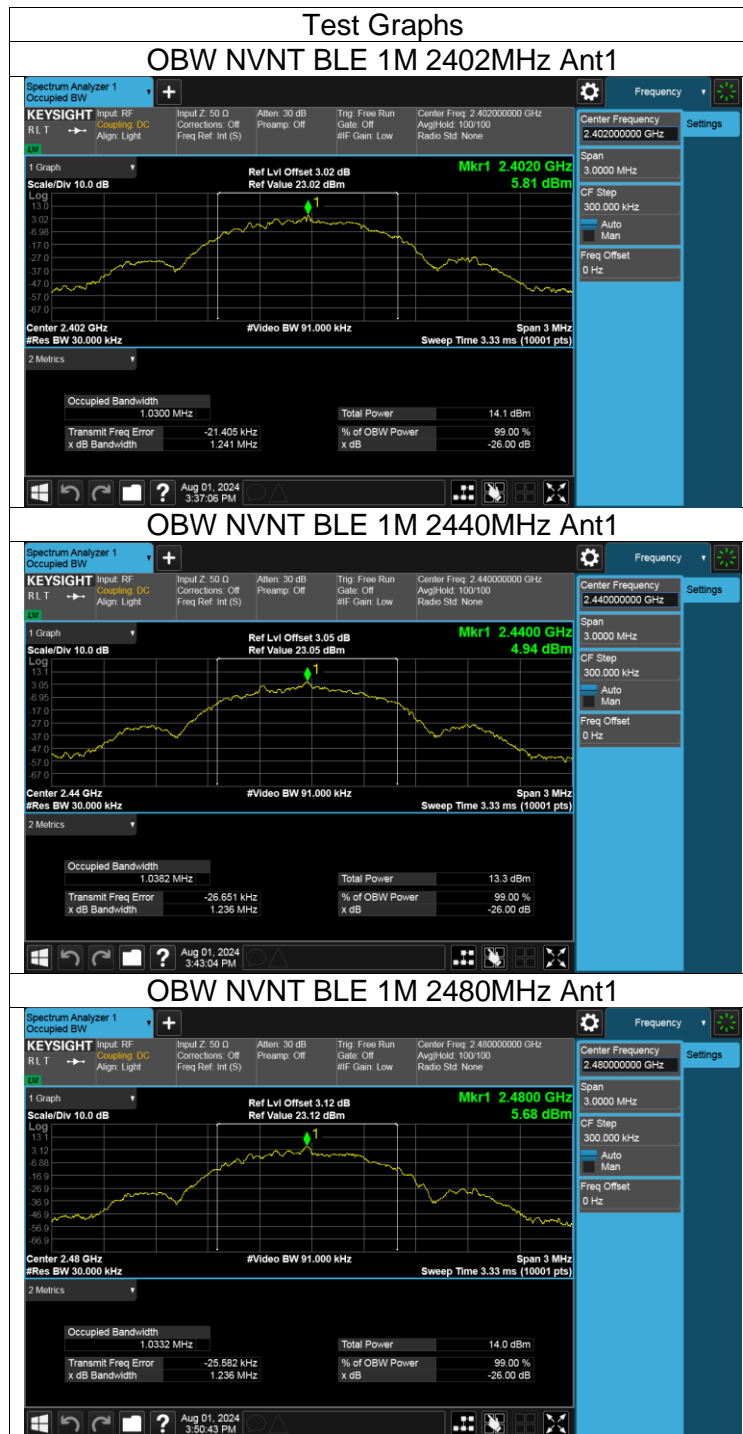 Test Graphs
OBW NVNT BLE 1M 2402MHz Ant1
Spectrum Analyzer 1
Occupied BW
+
Frequency
KEYSIGHT Input: RF Input Z: 50 Ω Atten: 30 dB Trig: Free Run Center Freq: 2.402000000 GHz
RLT Coupling: DC Corrections: Off Preamp: Off Gate: Off Avg|Hold: 100/100
Align: Light Freq Ref: Int (S) #IF Gain: Low Radio Std: None
LXI
Center Frequency
2.402000000 GHz
Settings
Span
3.0000 MHz
CF Step
300.000 kHz
Auto
Man
Freq Offset
0 Hz
1 Graph Ref Lvl Offset 3.02 dB Mkr1 2.4020 GHz
Scale/Div 10.0 dB Ref Value 23.02 dBm 5.81 dBm
Log
13.0
3.02
-6.98
-17.0
-27.0
-37.0
-47.0
-57.0
-67.0
1
Center 2.402 GHz #Video BW 91.000 kHz Span 3 MHz
#Res BW 30.000 kHz Sweep Time 3.33 ms (10001 pts)
2 Metrics
Occupied Bandwidth
1.0300 MHz Total Power 14.1 dBm
Transmit Freq Error -21.405 kHz % of OBW Power 99.00 %
x dB Bandwidth 1.241 MHz x dB -26.00 dB
? Aug 01, 2024
3:37:06 PM
OBW NVNT BLE 1M 2440MHz Ant1
Spectrum Analyzer 1
Occupied BW
+
Frequency
KEYSIGHT Input: RF Input Z: 50 Ω Atten: 30 dB Trig: Free Run Center Freq: 2.440000000 GHz
RLT Coupling: DC Corrections: Off Preamp: Off Gate: Off Avg|Hold: 100/100
Align: Light Freq Ref: Int (S) #IF Gain: Low Radio Std: None
LXI
Center Frequency
2.440000000 GHz
Settings
Span
3.0000 MHz
CF Step
300.000 kHz
Auto
Man
Freq Offset
0 Hz
1 Graph Ref Lvl Offset 3.05 dB Mkr1 2.4400 GHz
Scale/Div 10.0 dB Ref Value 23.05 dBm 4.94 dBm
Log
13.1
3.05
-6.95
-17.0
-27.0
-37.0
-47.0
-57.0
-67.0
1
Center 2.44 GHz #Video BW 91.000 kHz Span 3 MHz
#Res BW 30.000 kHz Sweep Time 3.33 ms (10001 pts)
2 Metrics
Occupied Bandwidth
1.0382 MHz Total Power 13.3 dBm
Transmit Freq Error -26.651 kHz % of OBW Power 99.00 %
x dB Bandwidth 1.236 MHz x dB -26.00 dB
? Aug 01, 2024
3:43:04 PM
OBW NVNT BLE 1M 2480MHz Ant1
Spectrum Analyzer 1
Occupied BW
+
Frequency
KEYSIGHT Input: RF Input Z: 50 Ω Atten: 30 dB Trig: Free Run Center Freq: 2.480000000 GHz
RLT Coupling: DC Corrections: Off Preamp: Off Gate: Off Avg|Hold: 100/100
Align: Light Freq Ref: Int (S) #IF Gain: Low Radio Std: None
LXI
Center Frequency
2.480000000 GHz
Settings
Span
3.0000 MHz
CF Step
300.000 kHz
Auto
Man
Freq Offset
0 Hz
1 Graph Ref Lvl Offset 3.12 dB Mkr1 2.4800 GHz
Scale/Div 10.0 dB Ref Value 23.12 dBm 5.68 dBm
Log
13.1
3.12
-6.88
-16.9
-26.9
-36.9
-46.9
-56.9
-66.9
1
Center 2.48 GHz #Video BW 91.000 kHz Span 3 MHz
#Res BW 30.000 kHz Sweep Time 3.33 ms (10001 pts)
2 Metrics
Occupied Bandwidth
1.0332 MHz Total Power 14.0 dBm
Transmit Freq Error -25.582 kHz % of OBW Power 99.00 %
x dB Bandwidth 1.236 MHz x dB -26.00 dB
? Aug 01, 2024
3:50:43 PM